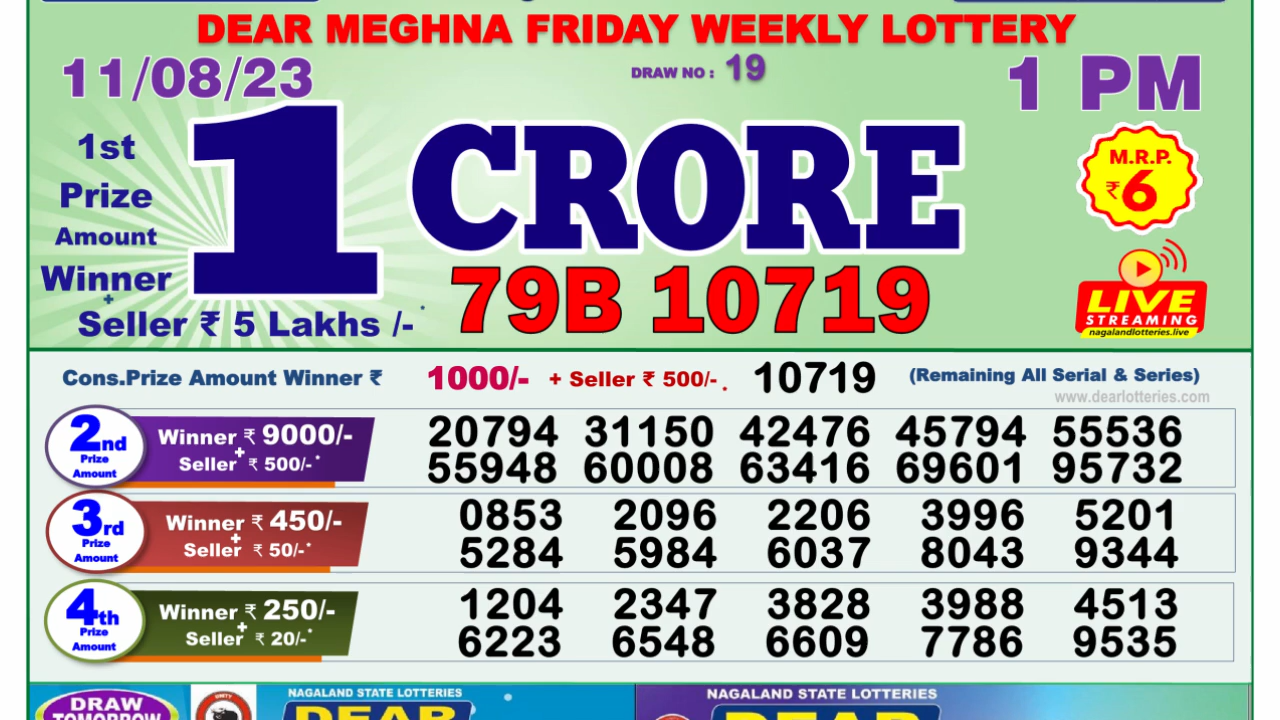 DEAR MEGHNA FRIDAY WEEKLY LOTTERY
11/08/23
DRAW NO : 19
1 PM
1st
Prize
Amount
Winner
+
Seller ₹ 5 Lakhs /-
1 CRORE
79B 10719
M.R.P.
₹6
LIVE
STREAMING
nagalandlotteries.live
Cons.Prize Amount Winner ₹ 1000/- + Seller ₹ 500/-. 10719 (Remaining All Serial & Series)
www.dearlotteries.com
2nd
Prize
Amount
Winner ₹ 9000/-
+
Seller ₹ 500/-*
20794 31150 42476 45794 55536
55948 60008 63416 69601 95732
3rd
Prize
Amount
Winner ₹ 450/-
+
Seller ₹ 50/-*
0853 2096 2206 3996 5201
5284 5984 6037 8043 9344
4th
Prize
Amount
Winner ₹ 250/-
+
Seller ₹ 20/-*
1204 2347 3828 3988 4513
6223 6548 6609 7786 9535
DRAW
TOMORROW
UNITY
NAGALAND STATE LOTTERIES
DEAR
NAGALAND STATE LOTTERIES
DEAR